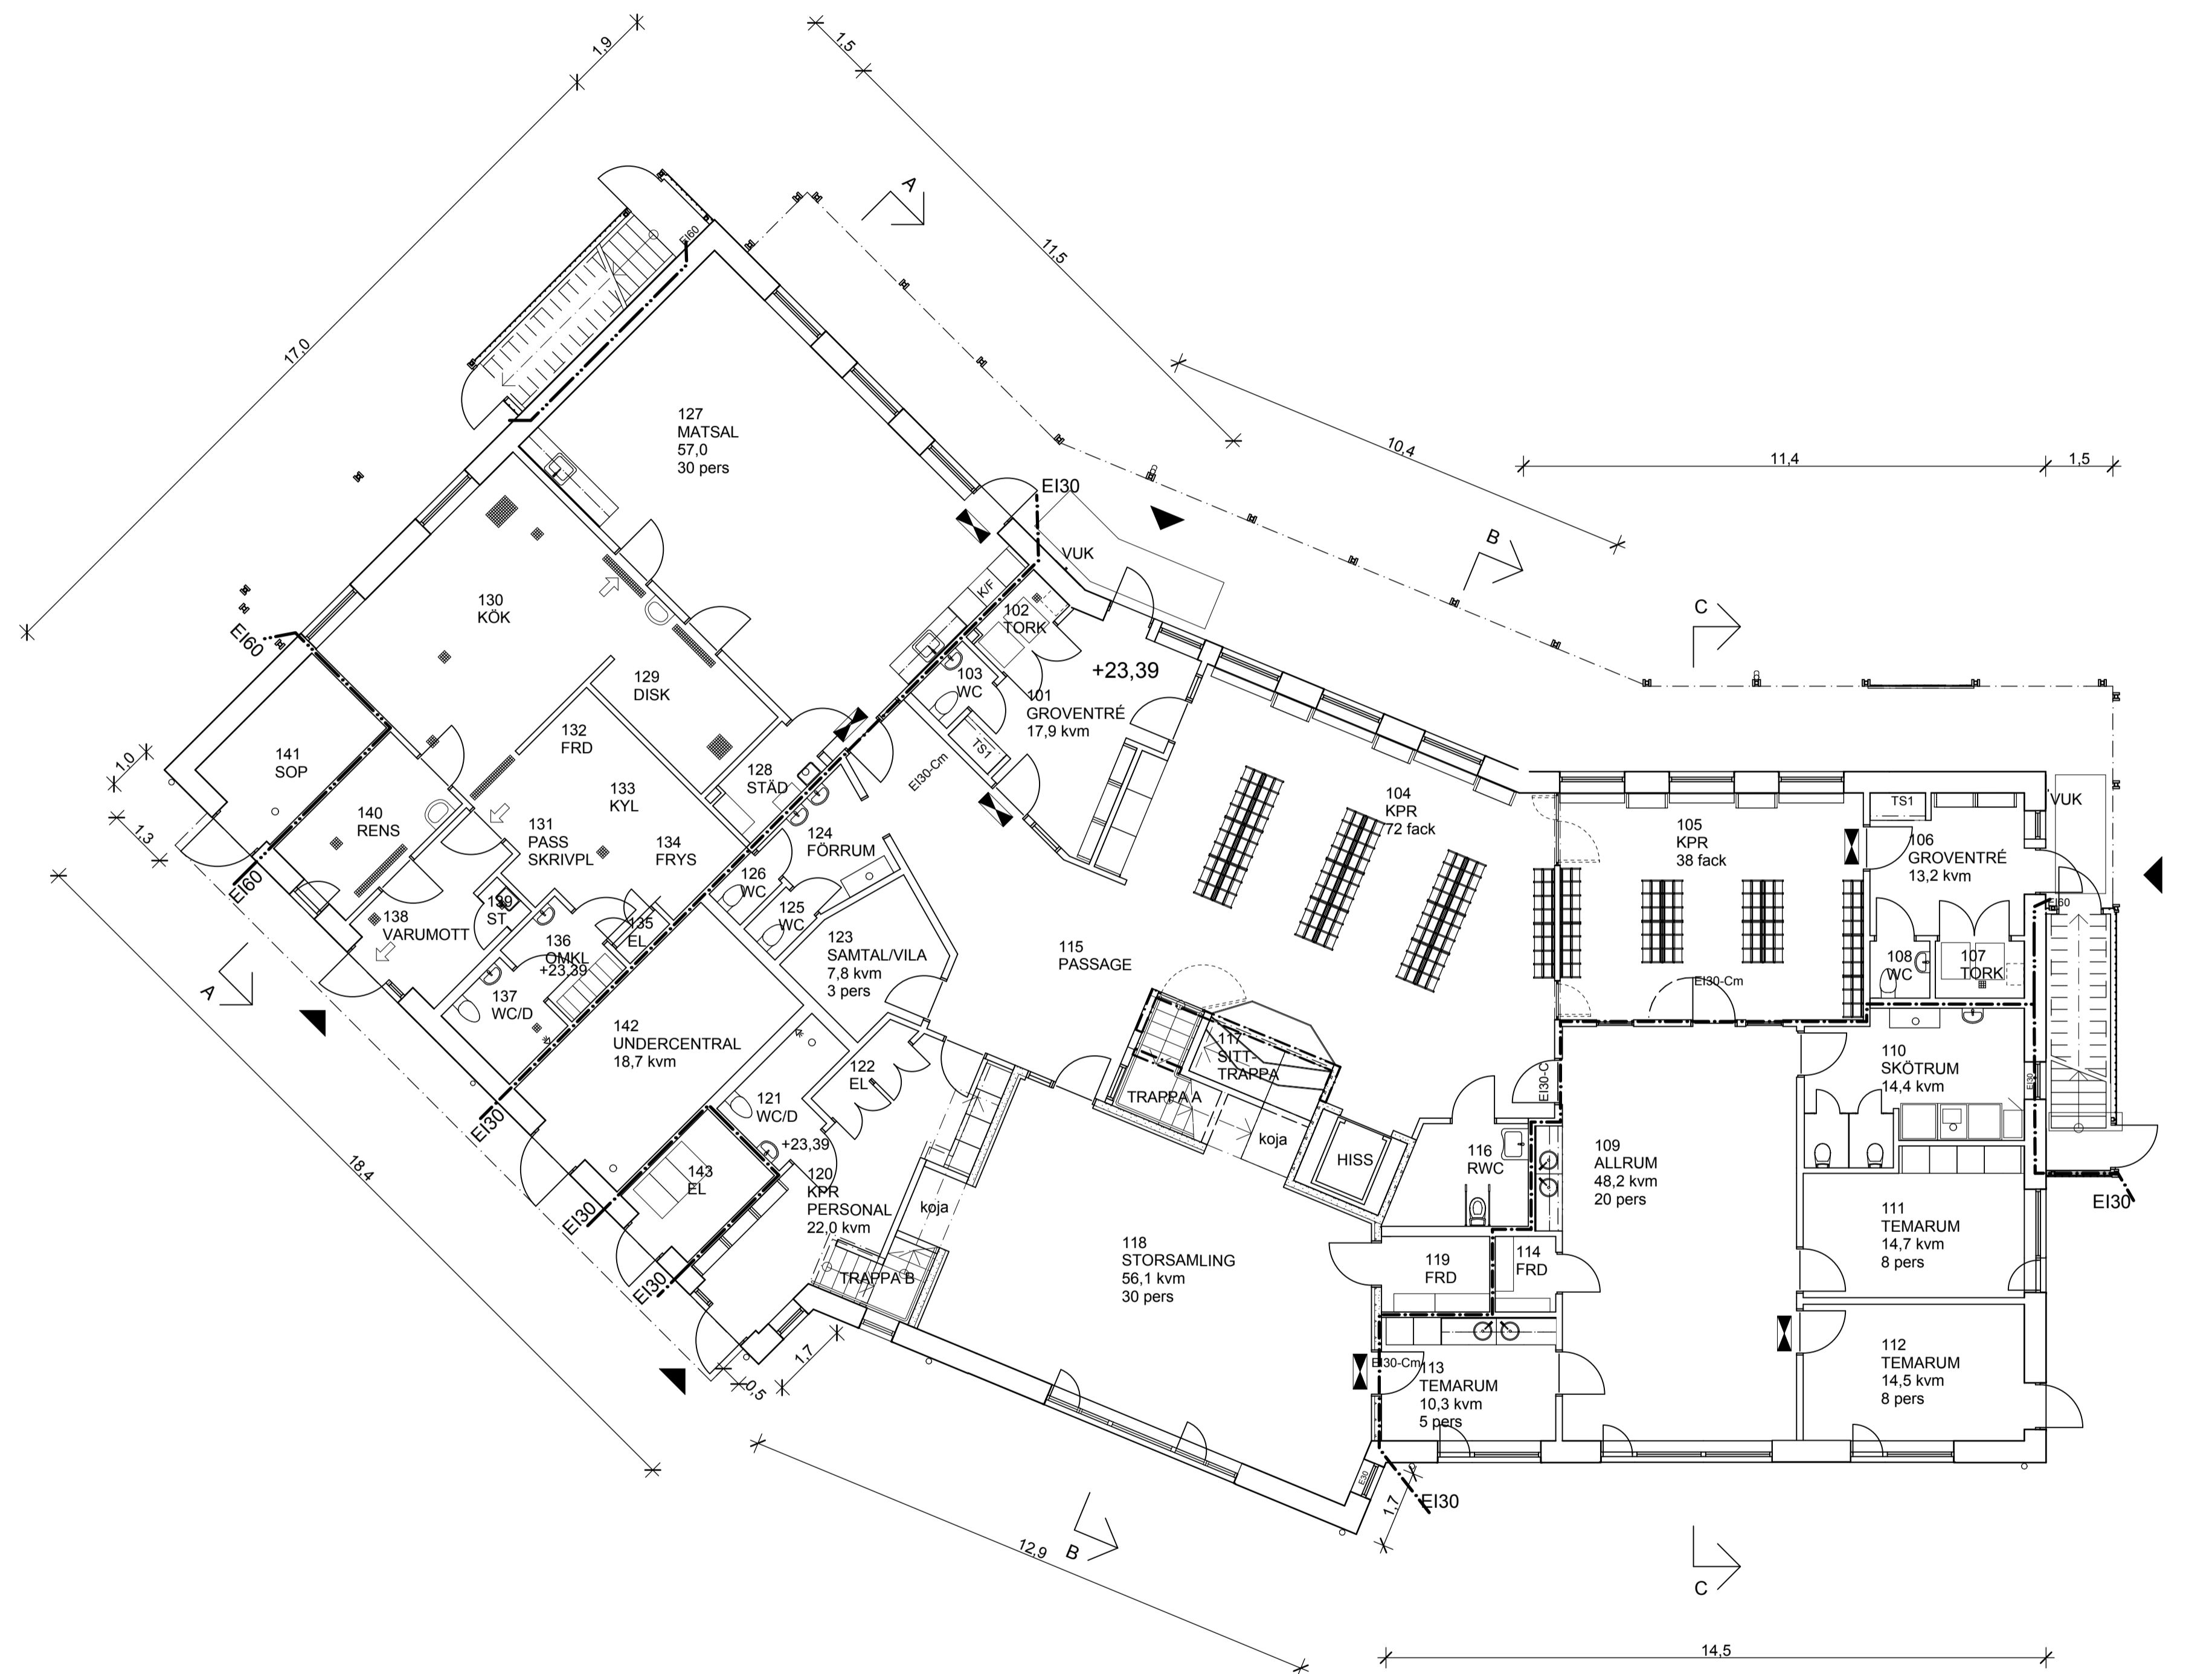 1,9
1,5
17,0
A
11,5
EI60
10,4
11,4
1,5
127
MATSAL
57,0
30 pers
EI30
B
VUK
K/F
102
TORK
C
130
KÖK
EI60
129
DISK
103
WC
+23,39
101
GROVENTRÉ
17,9 kvm
132
FRD
141
SOP
1,0
TS1
EI30-Cm
128
STÄD
133
KYL
104
KPR
72 fack
TS1
VUK
140
RENS
1,3
131
PASS
SKRIVPL
134
FRYS
124
FÖRRUM
105
KPR
38 fack
106
GROVENTRÉ
13,2 kvm
EI60
126
WC
125
WC
139
ST
138
VARUMOTT
135
EL
136
OMKL
+23,39
EI60
123
SAMTAL/VILA
7,8 kvm
3 pers
115
PASSAGE
108
WC
107
TORK
EI30-Cm
A
137
WC/D
142
UNDERCENTRAL
18,7 kvm
117
SITT-
TRAPPA
110
SKÖTRUM
14,4 kvm
EI30
122
EL
TRAPPA A
EI30-C
121
WC/D
+23,39
EI30
koja
HISS
116
RWC
109
ALLRUM
48,2 kvm
20 pers
18,4
143
EL
120
KPR
PERSONAL
22,0 kvm
koja
EI30
EI30
111
TEMARUM
14,7 kvm
8 pers
118
STORSAMLING
56,1 kvm
30 pers
119
FRD
114
FRD
TRAPPA B
EI30
1,7
0,5
EI30-Cm
113
TEMARUM
10,3 kvm
5 pers
112
TEMARUM
14,5 kvm
8 pers
E30
1,7
EI30
12,9
B
C
14,5